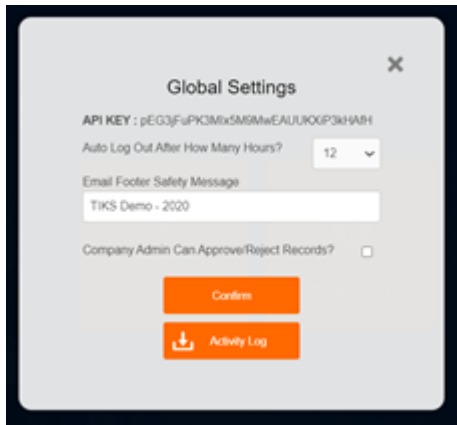 Global Settings
API KEY :
Auto Log Out After How Many Hours?
12
Email Footer Safety Message
TIKS Demo - 2020
Company Admin Can Approve/Reject Records?
Confirm
Activity Log